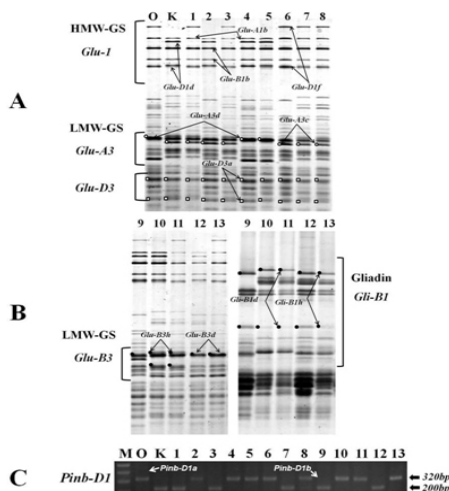 O K 1 2 3 4 5 6 7 8
HMW-GS
Glu-1
Glu-A1b
Glu-B1b
Glu-D1d
Glu-D1f
A
LMW-GS
Glu-A3
Glu-A3d
Glu-A3c
Glu-D3
Glu-D3a
9 10 11 12 13
9 10 11 12 13
B
Gliadin
Gli-B1
Gli-B1d
Gli-B1h
LMW-GS
Glu-B3
Glu-B3h
Glu-B3d
M O K 1 2 3 4 5 6 7 8 9 10 11 12 13
C
Pinb-D1
Pinb-D1a
Pinb-D1b
320bp
200bp